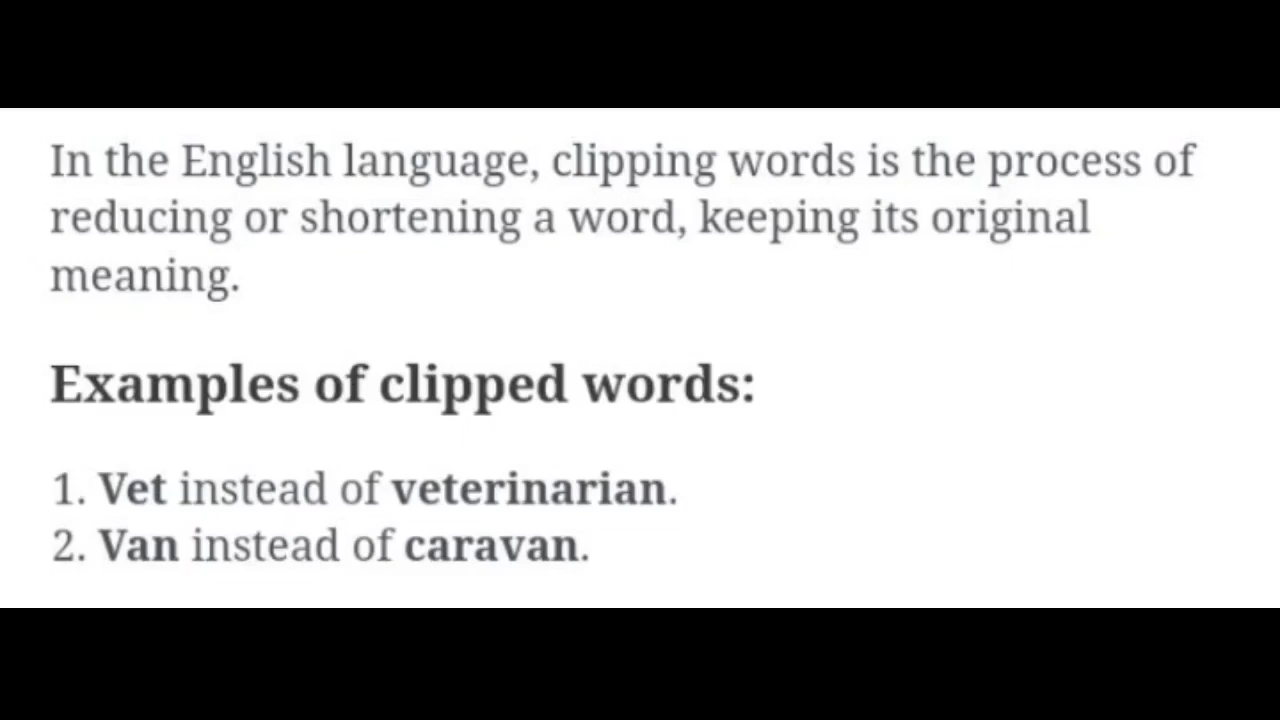 In the English language, clipping words is the process of
reducing or shortening a word, keeping its original
meaning.
Examples of clipped words:
1. Vet instead of veterinarian.
2. Van instead of caravan.